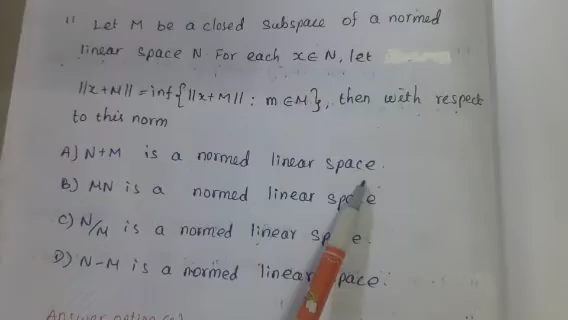 11 Let M be a closed subspace of a normed
linear space N. For each x∈N, let
||x+M|| = inf{||x+M|| : m∈M}, then with respect
to this norm
A) N+M is a normed linear space.
B) MN is a normed linear space
C) N/M is a normed linear space.
D) N-M is a normed linear space.